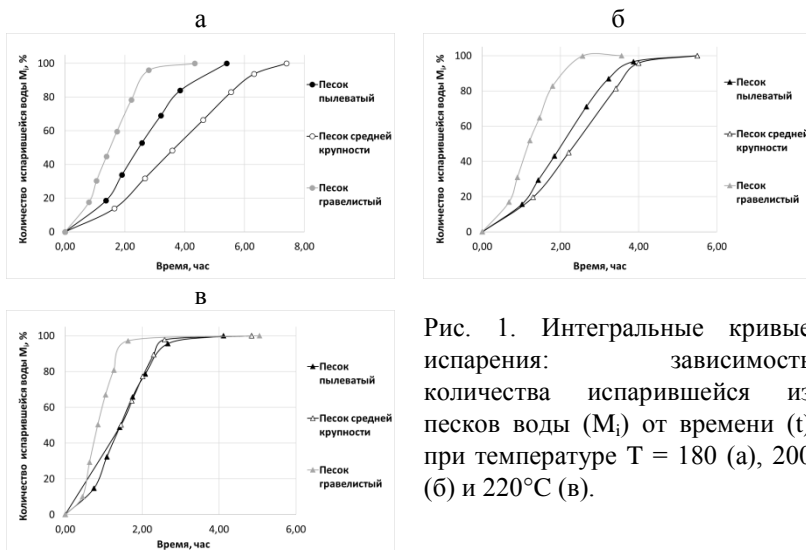 а
Количество испарившейся воды Mᵢ, %
100
80
60
40
20
0
0,00
2,00
4,00
6,00
8,00
Время, час
Песок
пылеватый
Песок средней
крупности
Песок
гравелистый
б
Количество испарившейся воды Mᵢ, %
100
80
60
40
20
0
0,00
2,00
4,00
6,00
Время, час
Песок
пылеватый
Песок средней
крупности
Песок
гравелистый
в
Количество испарившейся воды Mᵢ, %
100
80
60
40
20
0
0,00
2,00
4,00
6,00
Время, час
Песок
пылеватый
Песок средней
крупности
Песок
гравелистый
Рис. 1. Интегральные кривые
испарения: зависимость
количества испарившейся из
песков воды (Mᵢ) от времени (t)
при температуре T = 180 (а), 200
(б) и 220°С (в).